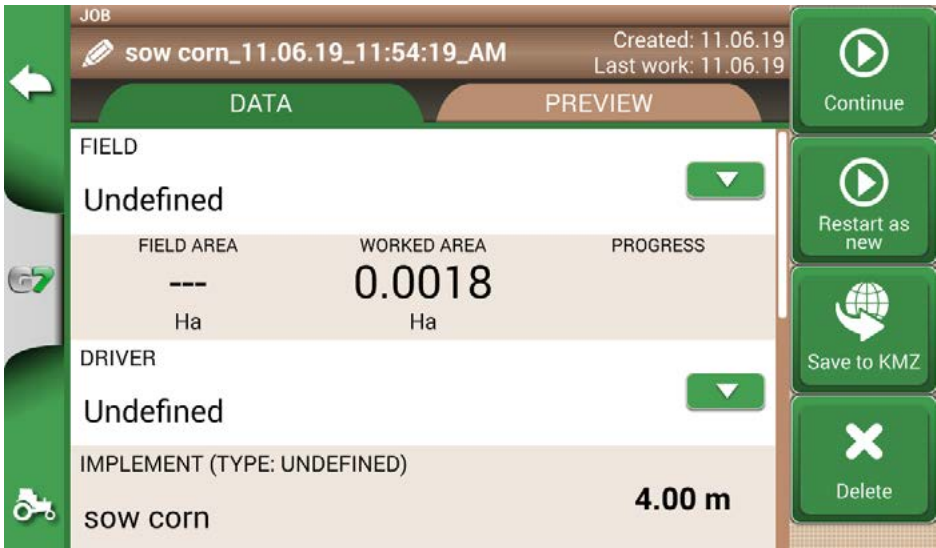 JOB
sow corn_11.06.19_11:54:19_AM
Created: 11.06.19
Last work: 11.06.19
DATA
PREVIEW
FIELD
Undefined
FIELD AREA
WORKED AREA
PROGRESS
---
0.0018
Ha
Ha
DRIVER
Undefined
IMPLEMENT (TYPE: UNDEFINED)
sow corn
4.00 m
G7
Continue
Restart as
new
Save to KMZ
Delete